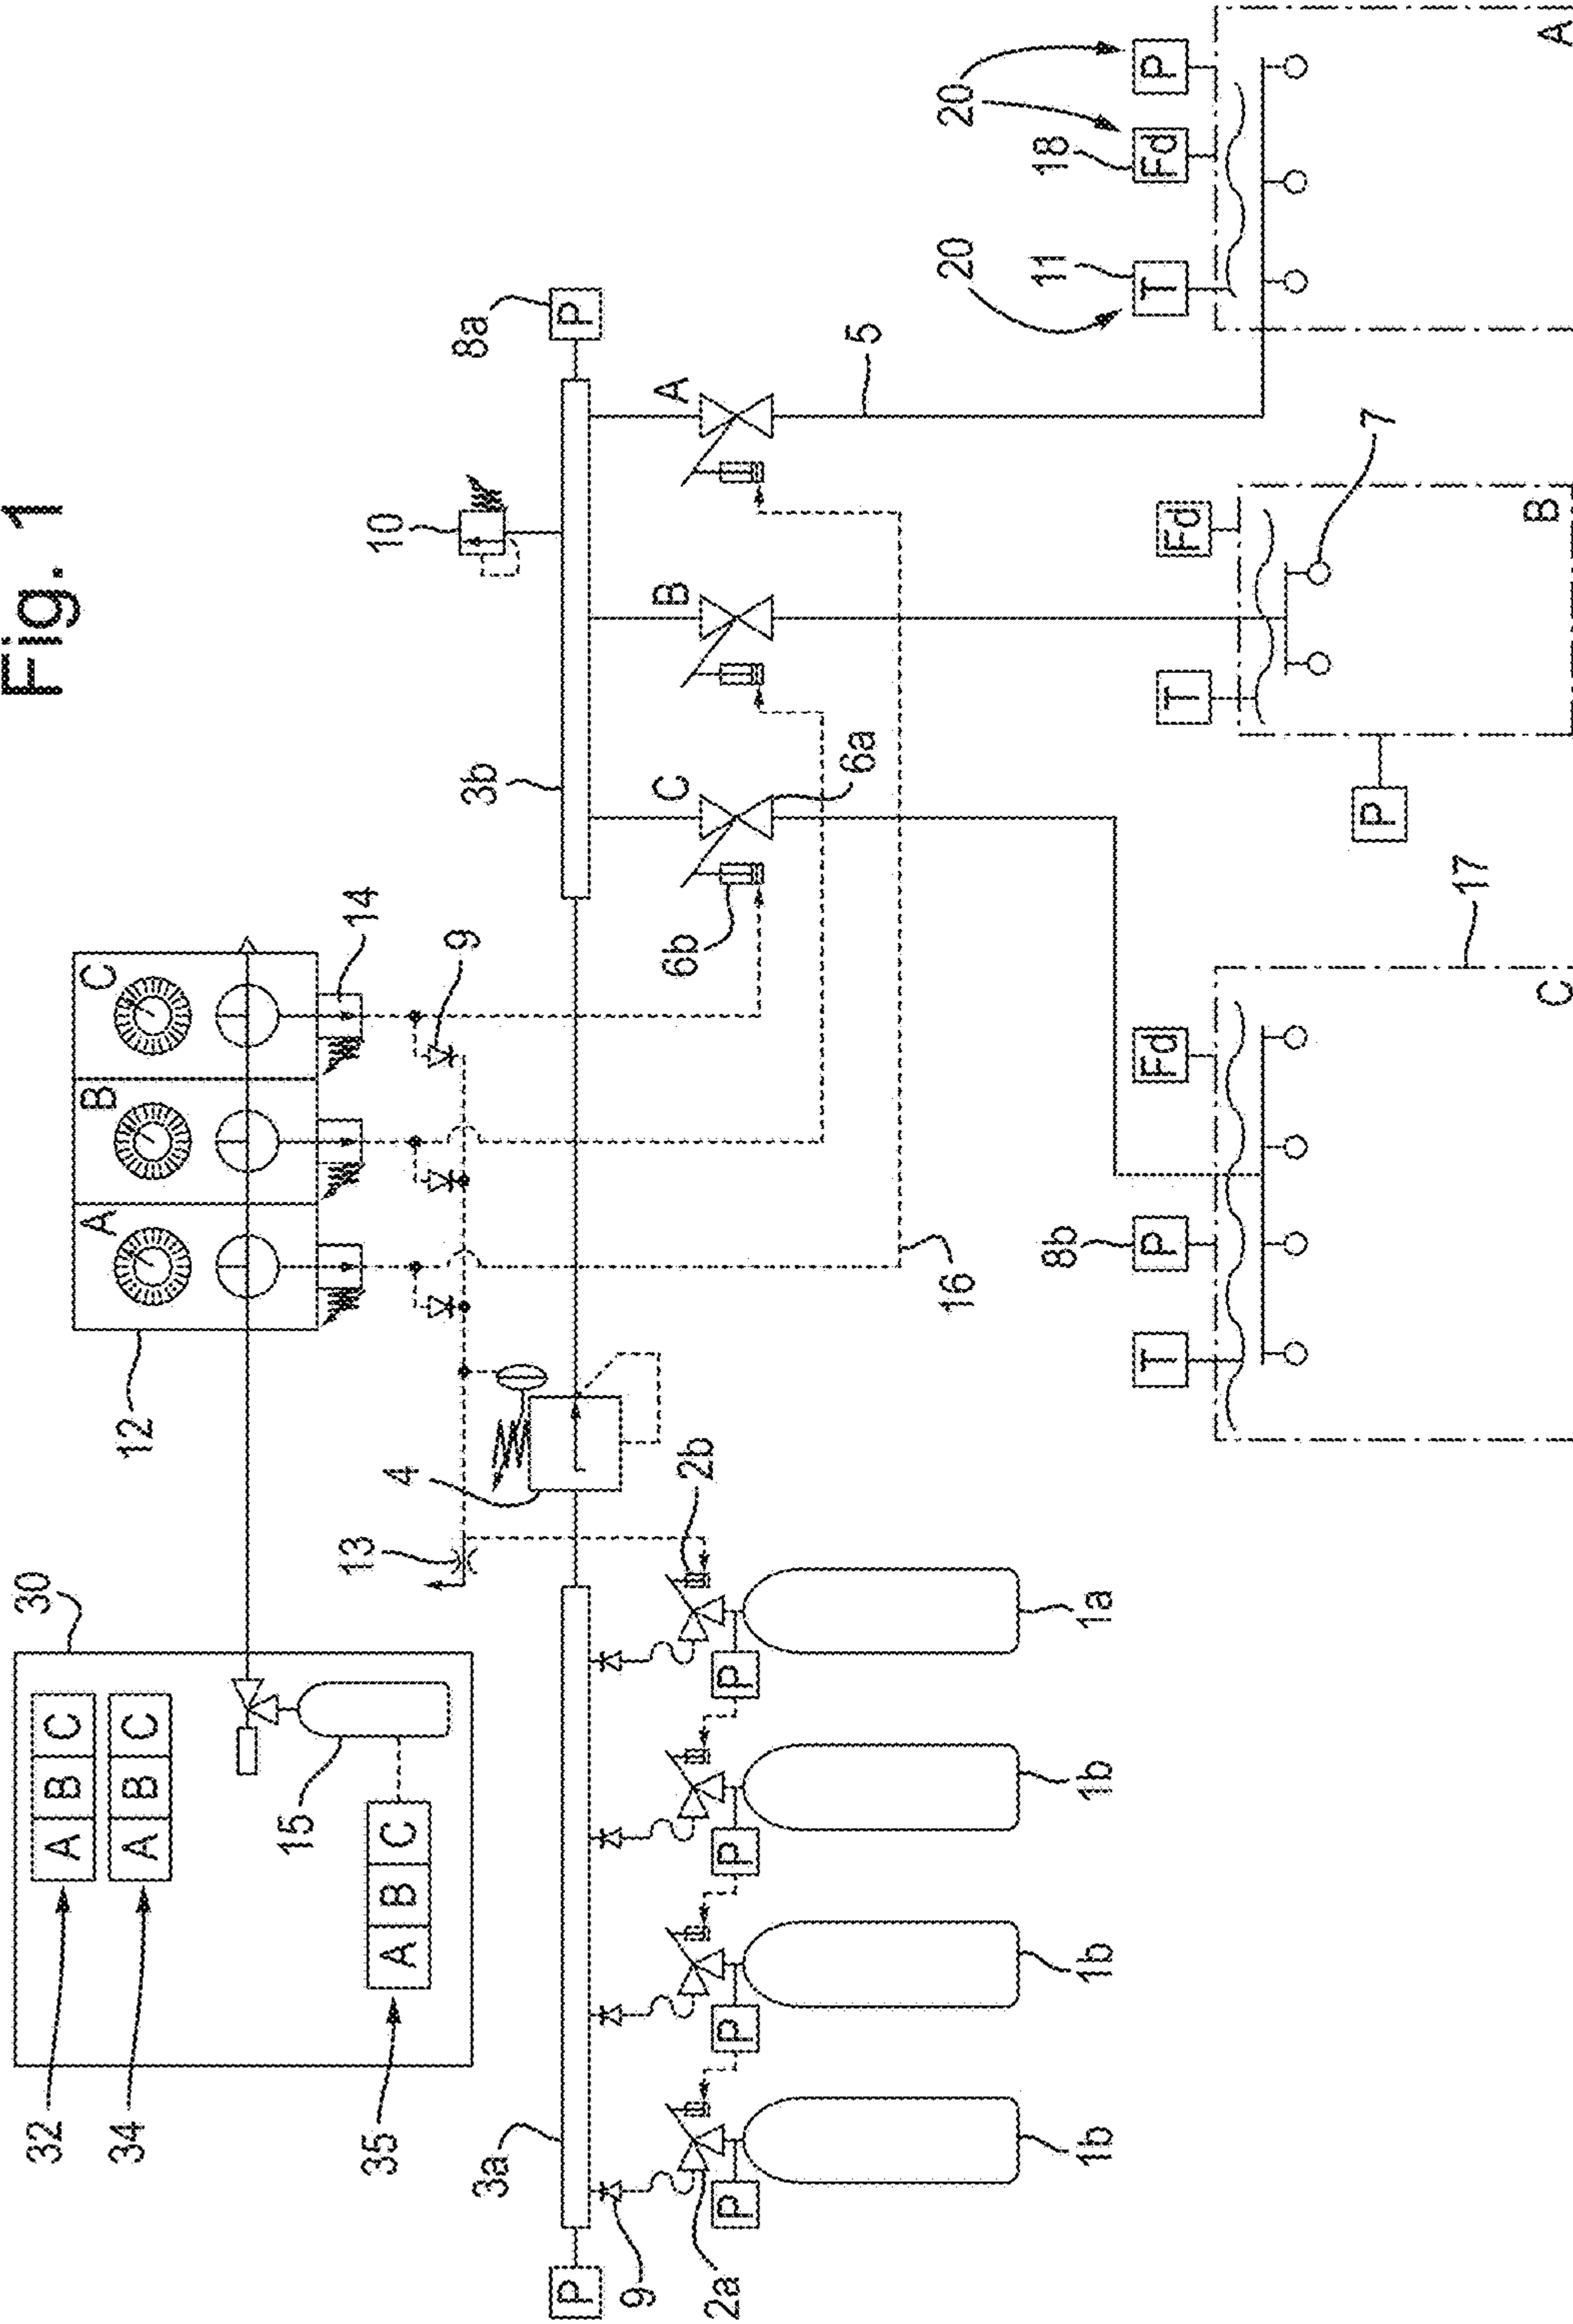 Fig. 1
30
32
A B C
34
A B C
35
A B C
15
12
A B C
14
9
13
4
3a
P
9
2a
2b
P P P P
1b 1b 1b 1a
10
3b
8a
P
C B A
6b
6a
5
16
20
20
11
18
T Fd P
A
T Fd
P
7
B
8b
T P Fd
17
C